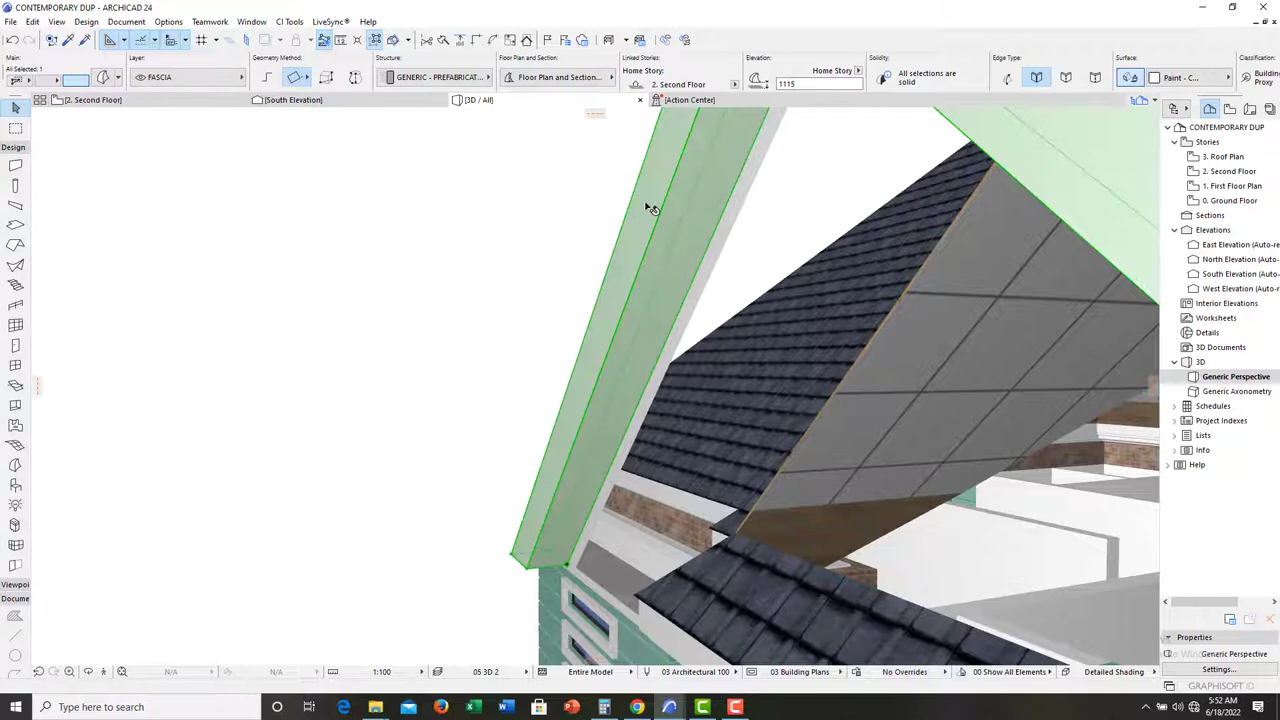 CONTEMPORARY DUP - ARCHICAD 24
File Edit View Design Document Options Teamwork Window CI Tools LiveSync® Help
Main: Layer: Geometry Method: Structure: Floor Plan and Section: Linked Stories: Elevation: Solidity: Edge Type: Surface: Classificati
All Selected: 1 FASCIA GENERIC - PREFABRICAT... Floor Plan and Section... Home Story: Home Story All selections are solid Paint - C... Building Proxy
2. Second Floor 1115
[2. Second Floor] [South Elevation] [3D / All] [Action Center]
Design
CONTEMPORARY DUP
Stories
3. Roof Plan
2. Second Floor
1. First Floor Plan
0. Ground Floor
Sections
Elevations
East Elevation (Auto-re
North Elevation (Auto-r
South Elevation (Auto-r
West Elevation (Auto-r
Interior Elevations
Worksheets
Details
3D Documents
3D
Generic Perspective
Generic Axonometry
Schedules
Project Indexes
Lists
Info
Help
Viewpoi
Docume
Properties
Generic Perspective
Settings...
N/A N/A 1:100 05 3D 2 Entire Model 03 Architectural 100 03 Building Plans No Overrides 00 Show All Elements Detailed Shading
GRAPHISOFT ID
Type here to search
5:52 AM
6/18/2022